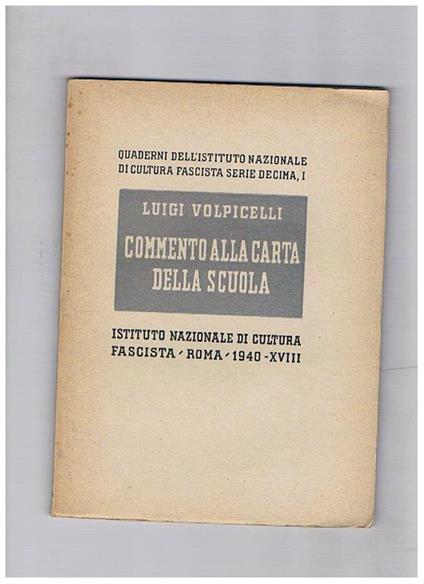 QUADERNI DELL'ISTITUTO NAZIONALE
DI CULTURA FASCISTA SERIE DECIMA, I
LUIGI VOLPICELLI
COMMENTO ALLA CARTA
DELLA SCUOLA
ISTITUTO NAZIONALE DI CULTURA
FASCISTA - ROMA - 1940-XVIII